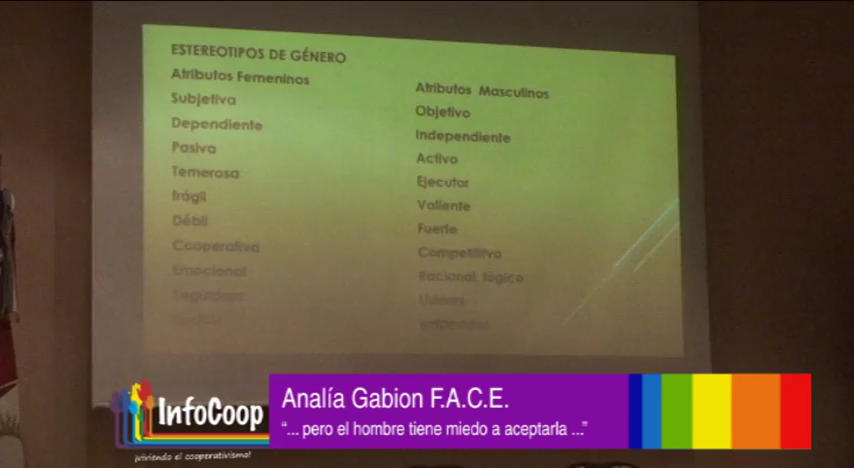 ESTEREOTIPOS DE GÉNERO
Atributos Femeninos
Subjetiva
Dependiente
Pasiva
Temerosa
frágil
Débil
Cooperativa
Emocional
Seguidora
Atributos Masculinos
Objetivo
Independiente
Activo
Ejecutor
Valiente
Fuerte
Competitivo
Racional, lógico
InfoCoop
¡viviendo el cooperativismo!
Analía Gabion F.A.C.E.
“... pero el hombre tiene miedo a aceptarla ...”